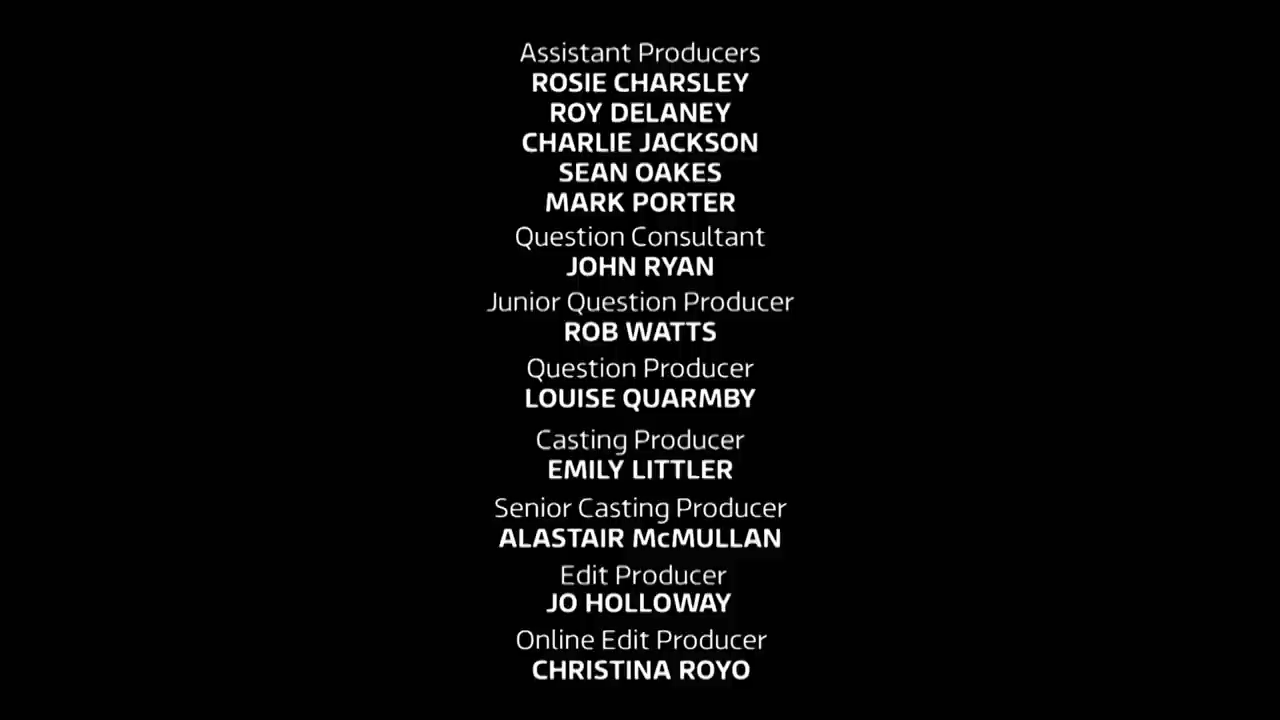 Assistant Producers
ROSIE CHARSLEY
ROY DELANEY
CHARLIE JACKSON
SEAN OAKES
MARK PORTER
Question Consultant
JOHN RYAN
Junior Question Producer
ROB WATTS
Question Producer
LOUISE QUARMBY
Casting Producer
EMILY LITTLER
Senior Casting Producer
ALASTAIR McMULLAN
Edit Producer
JO HOLLOWAY
Online Edit Producer
CHRISTINA ROYO